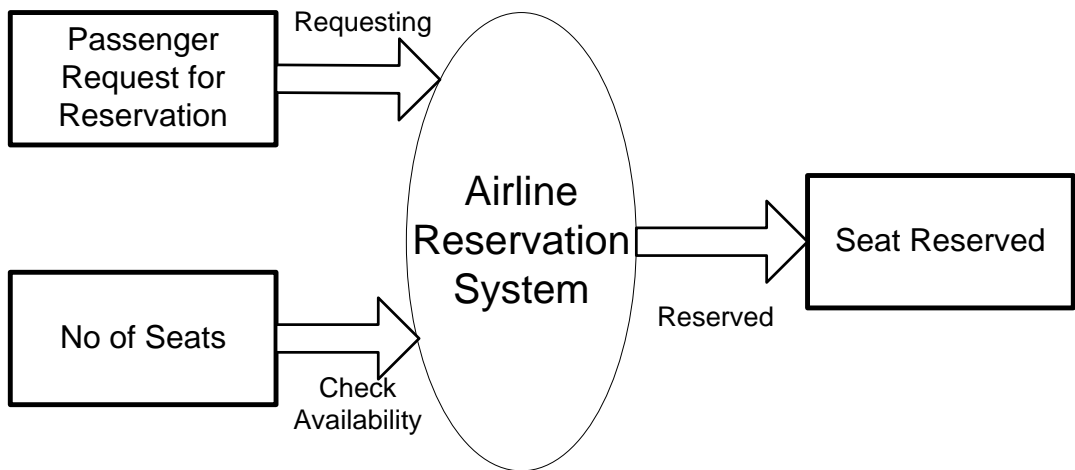 Passenger
Request for
Reservation
Requesting
Airline
Reservation
System
Seat Reserved
Reserved
No of Seats
Check
Availability